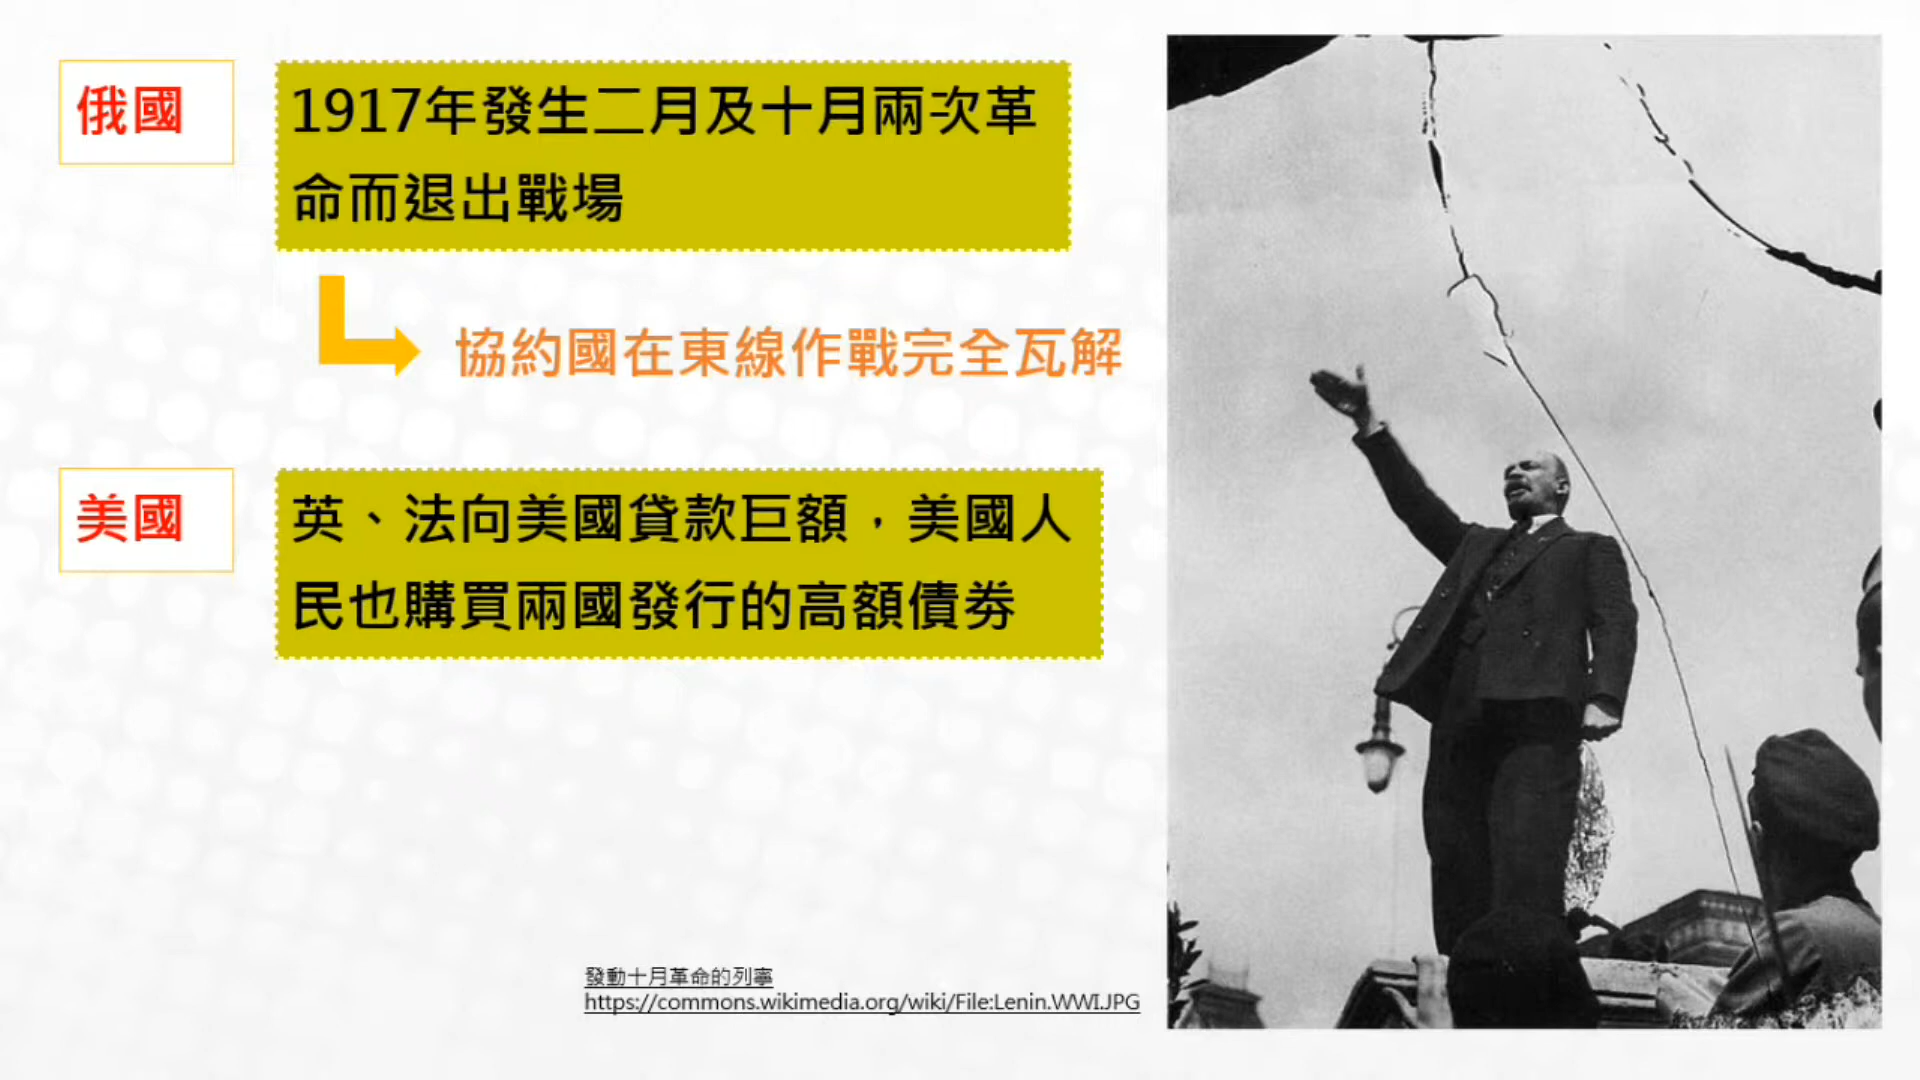 俄國
1917年發生二月及十月兩次革
命而退出戰場
協約國在東線作戰完全瓦解
美國
英、法向美國貸款巨額，美國人
民也購買兩國發行的高額債券
發動十月革命的列寧
https://commons.wikimedia.org/wiki/File:Lenin.WWI.JPG